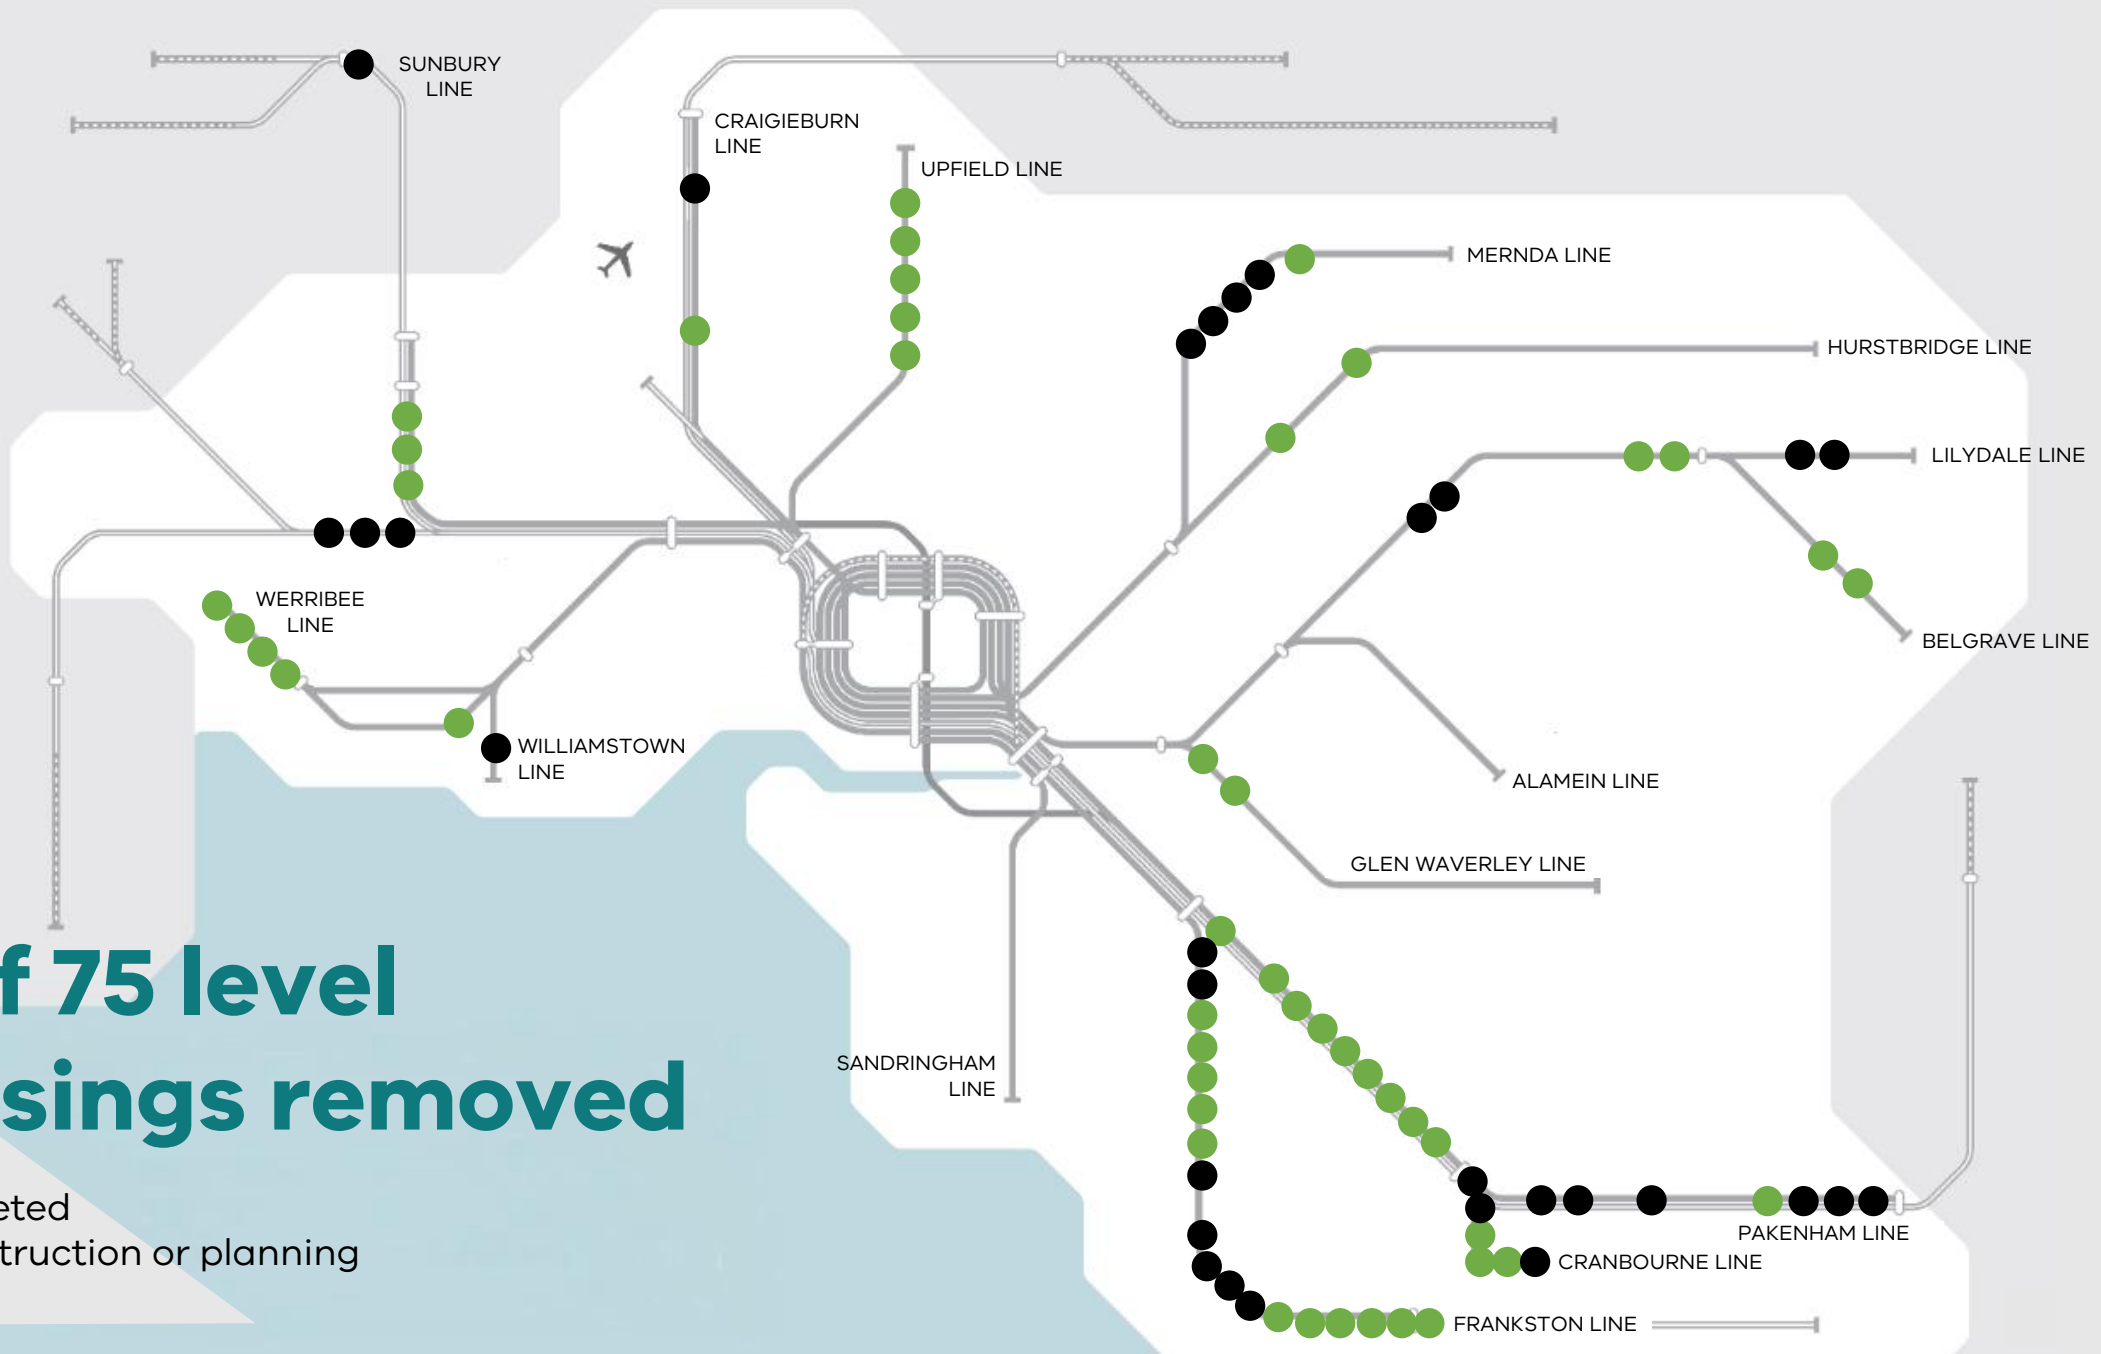 SUNBURY
LINE
CRAIGIEBURN
LINE
UPFIELD LINE
MERNDA LINE
HURSTBRIDGE LINE
LILYDALE LINE
BELGRAVE LINE
WERRIBEE
LINE
WILLIAMSTOWN
LINE
ALAMEIN LINE
GLEN WAVERLEY LINE
f 75 level
sings removed
SANDRINGHAM
LINE
eted
truction or planning
PAKENHAM LINE
CRANBOURNE LINE
FRANKSTON LINE